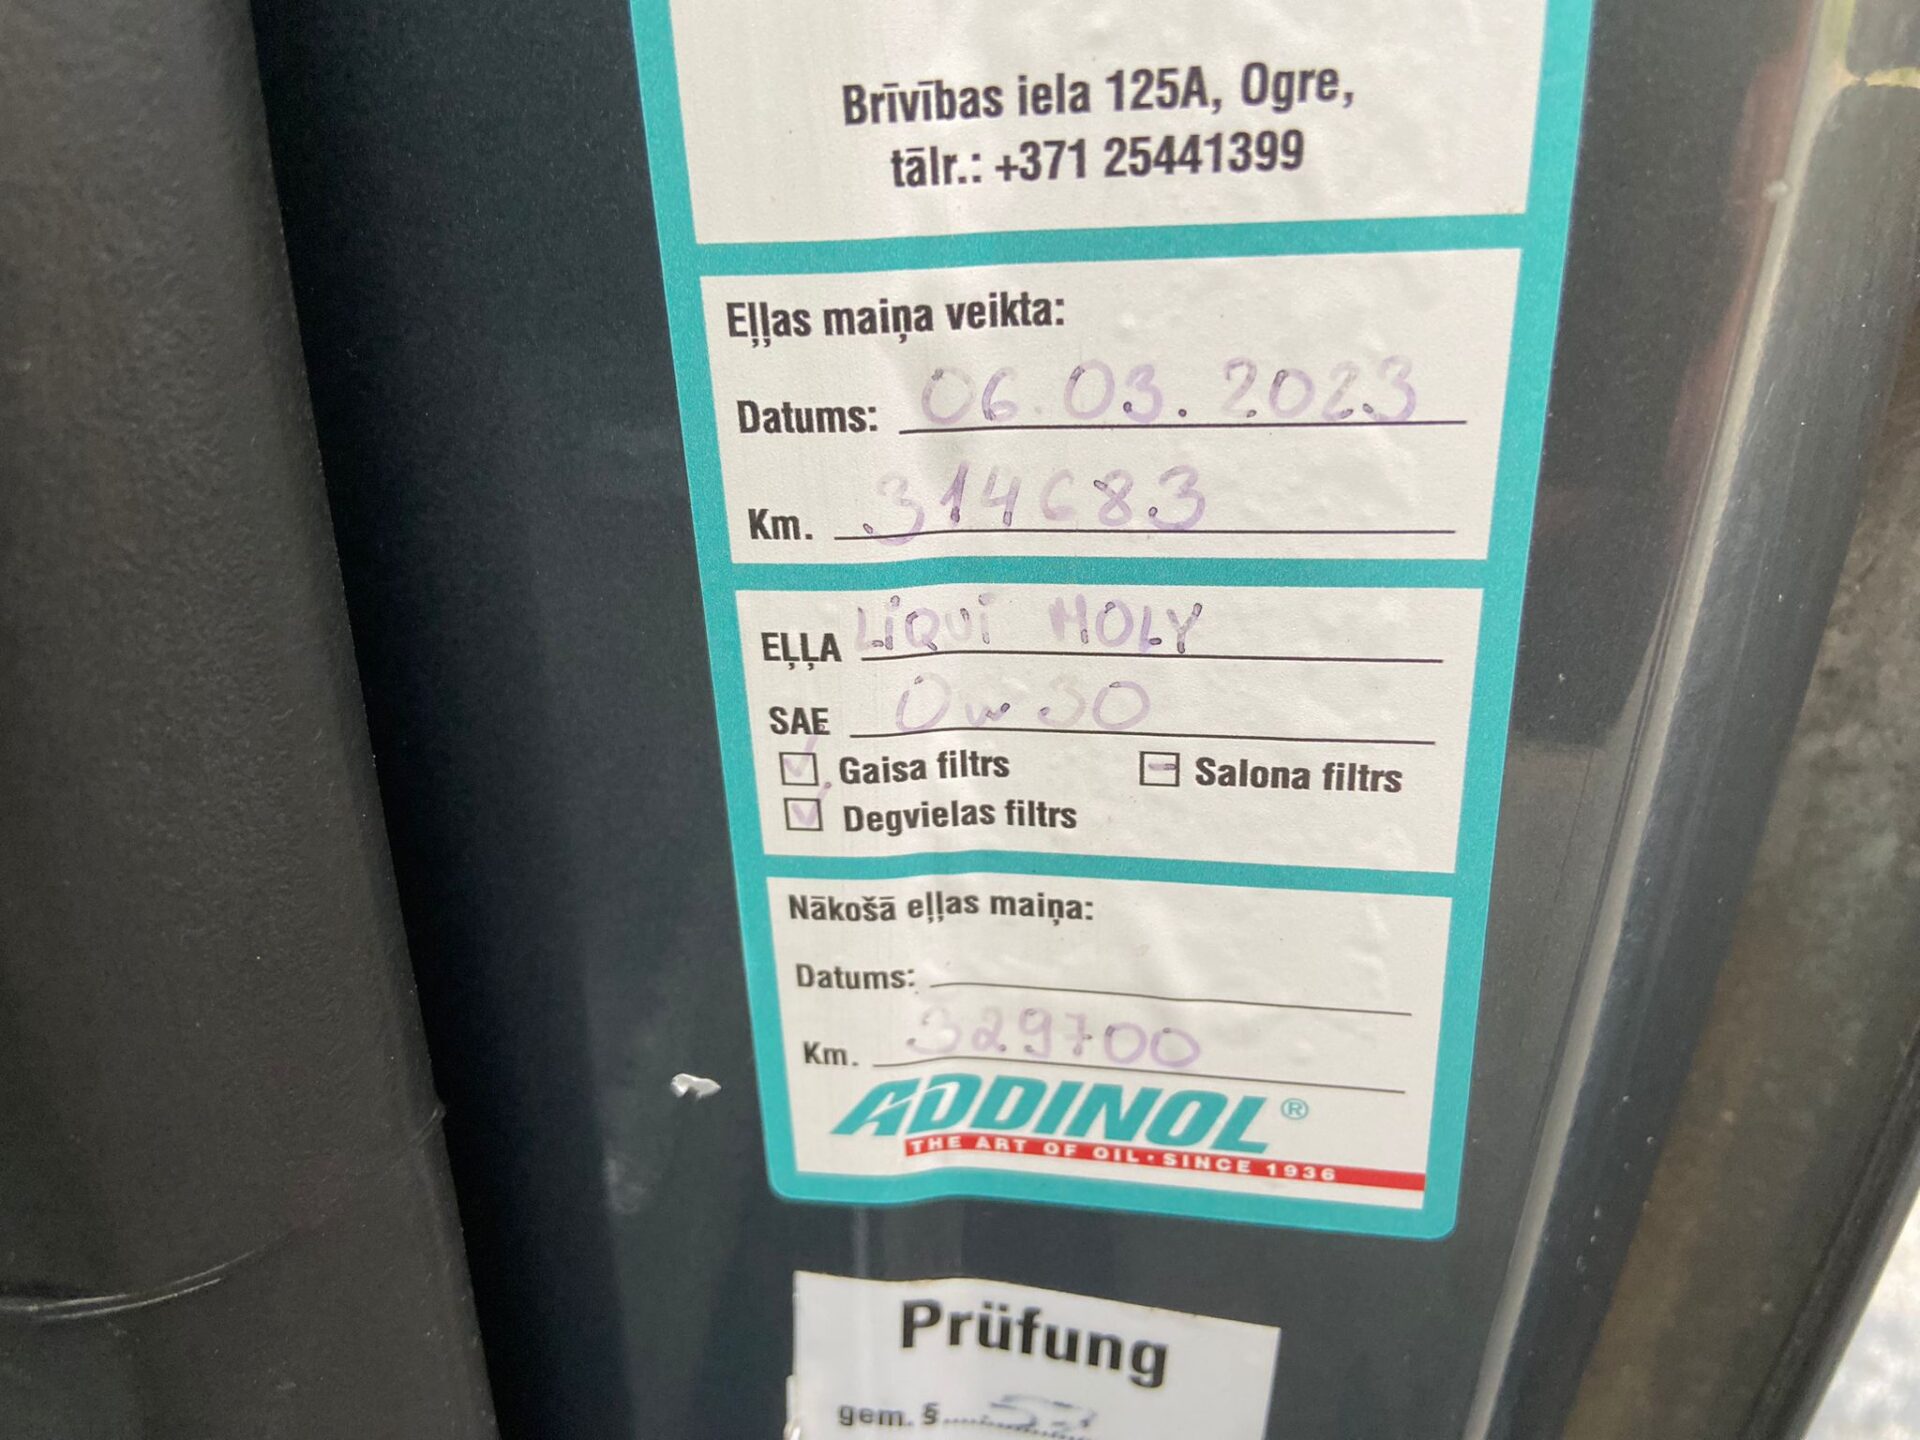 Brīvības iela 125A, Ogre,
tālr.: +371 25441399
Eļļas maiņa veikta:
Datums: 06.03.2023
Km. 314683
EĻĻA LiQUi MOLY
SAE 0w30
Gaisa filtrs Salona filtrs
Degvielas filtrs
Nākošā eļļas maiņa:
Datums:
Km. 329700
ADDINOL®
THE ART OF OIL·SINCE 1936
Prüfung
gem. §